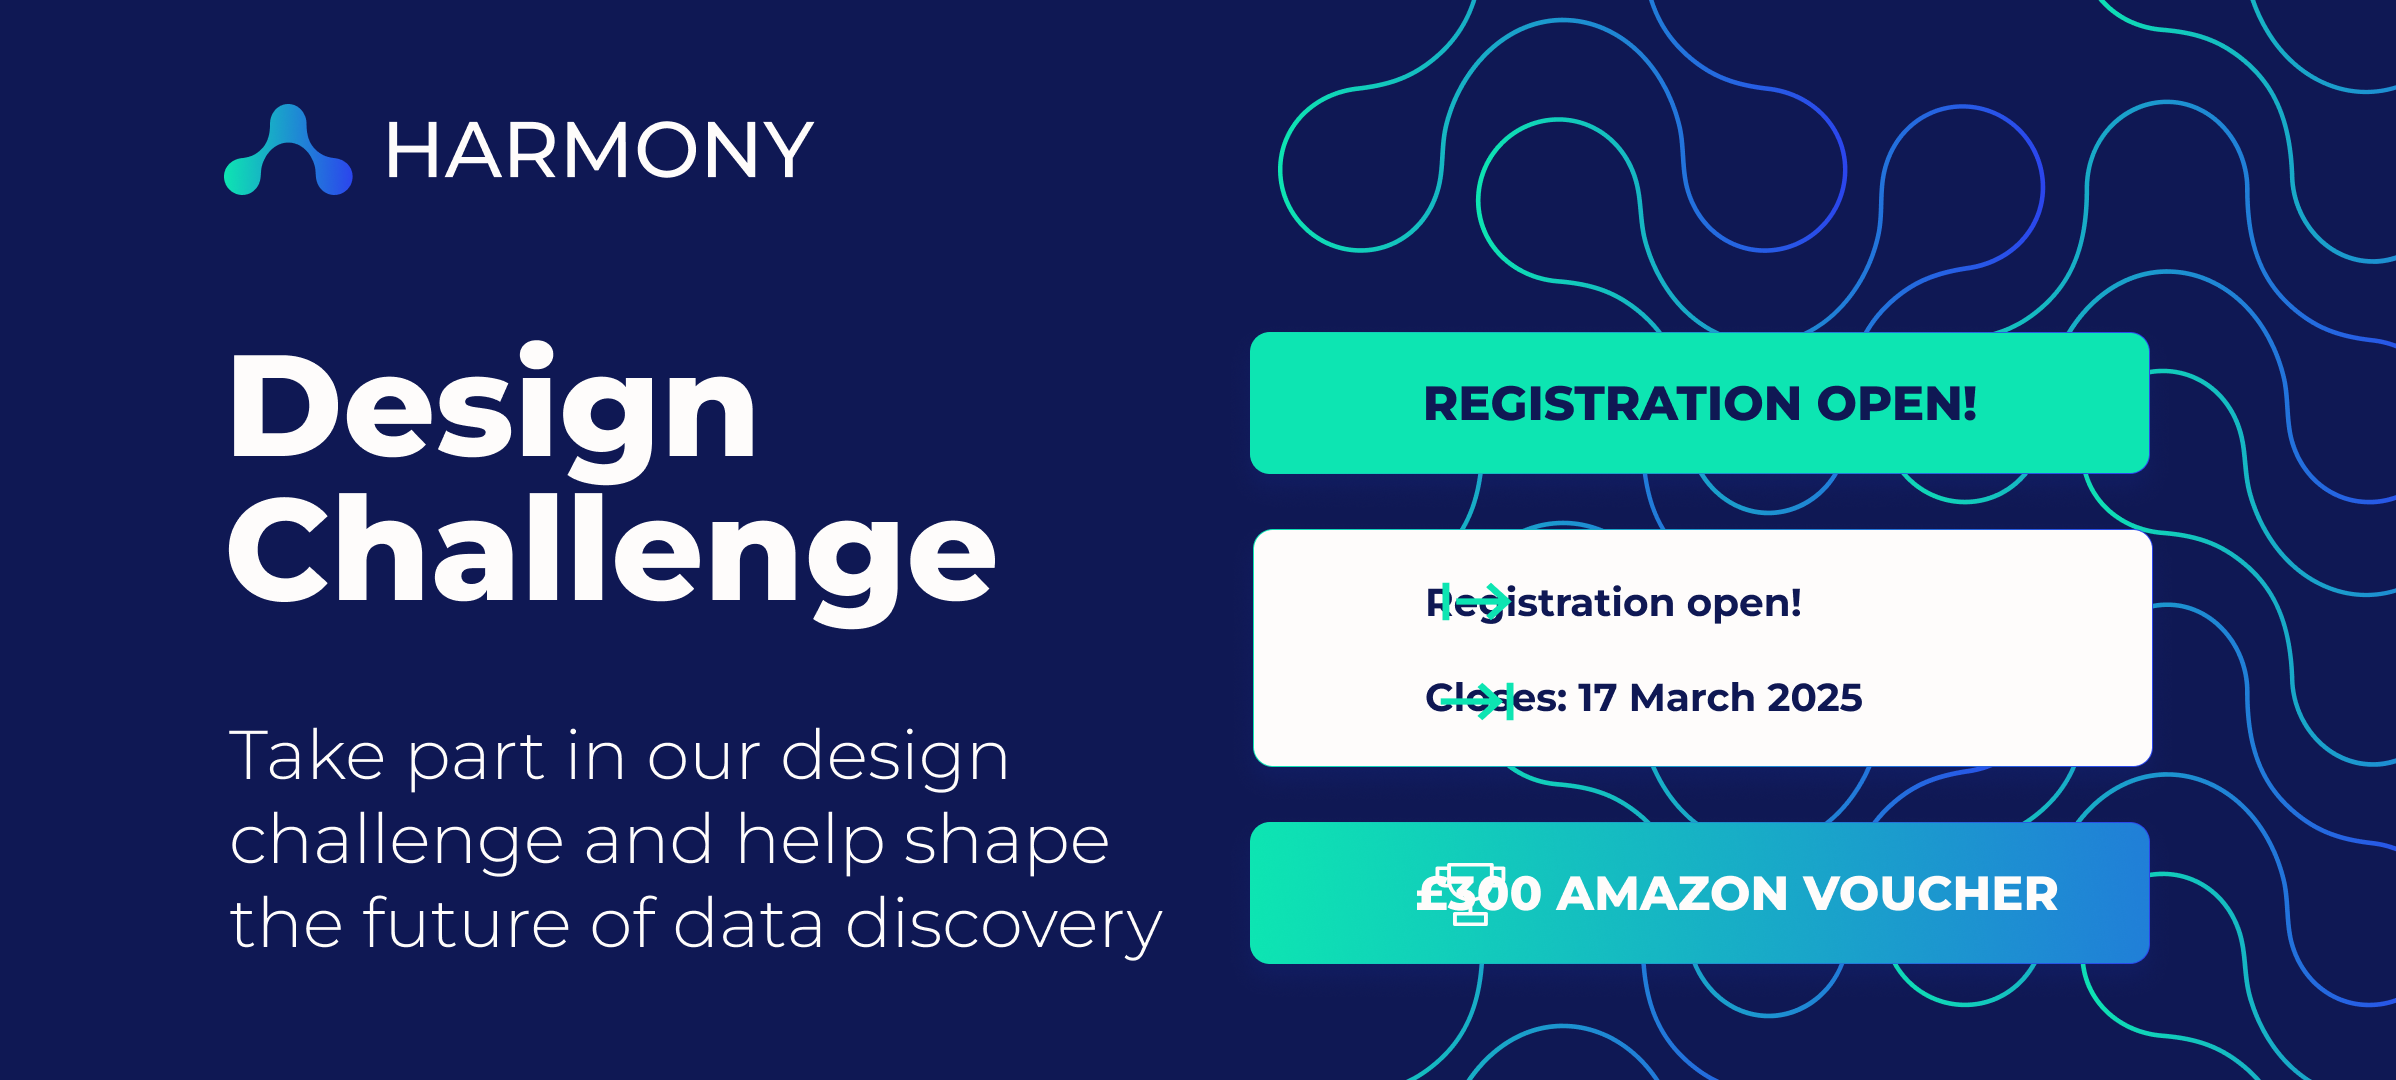 HARMONY
Design
Challenge
Take part in our design
challenge and help shape
the future of data discovery
REGISTRATION OPEN!
Registration open!
Closes: 17 March 2025
£300 AMAZON VOUCHER